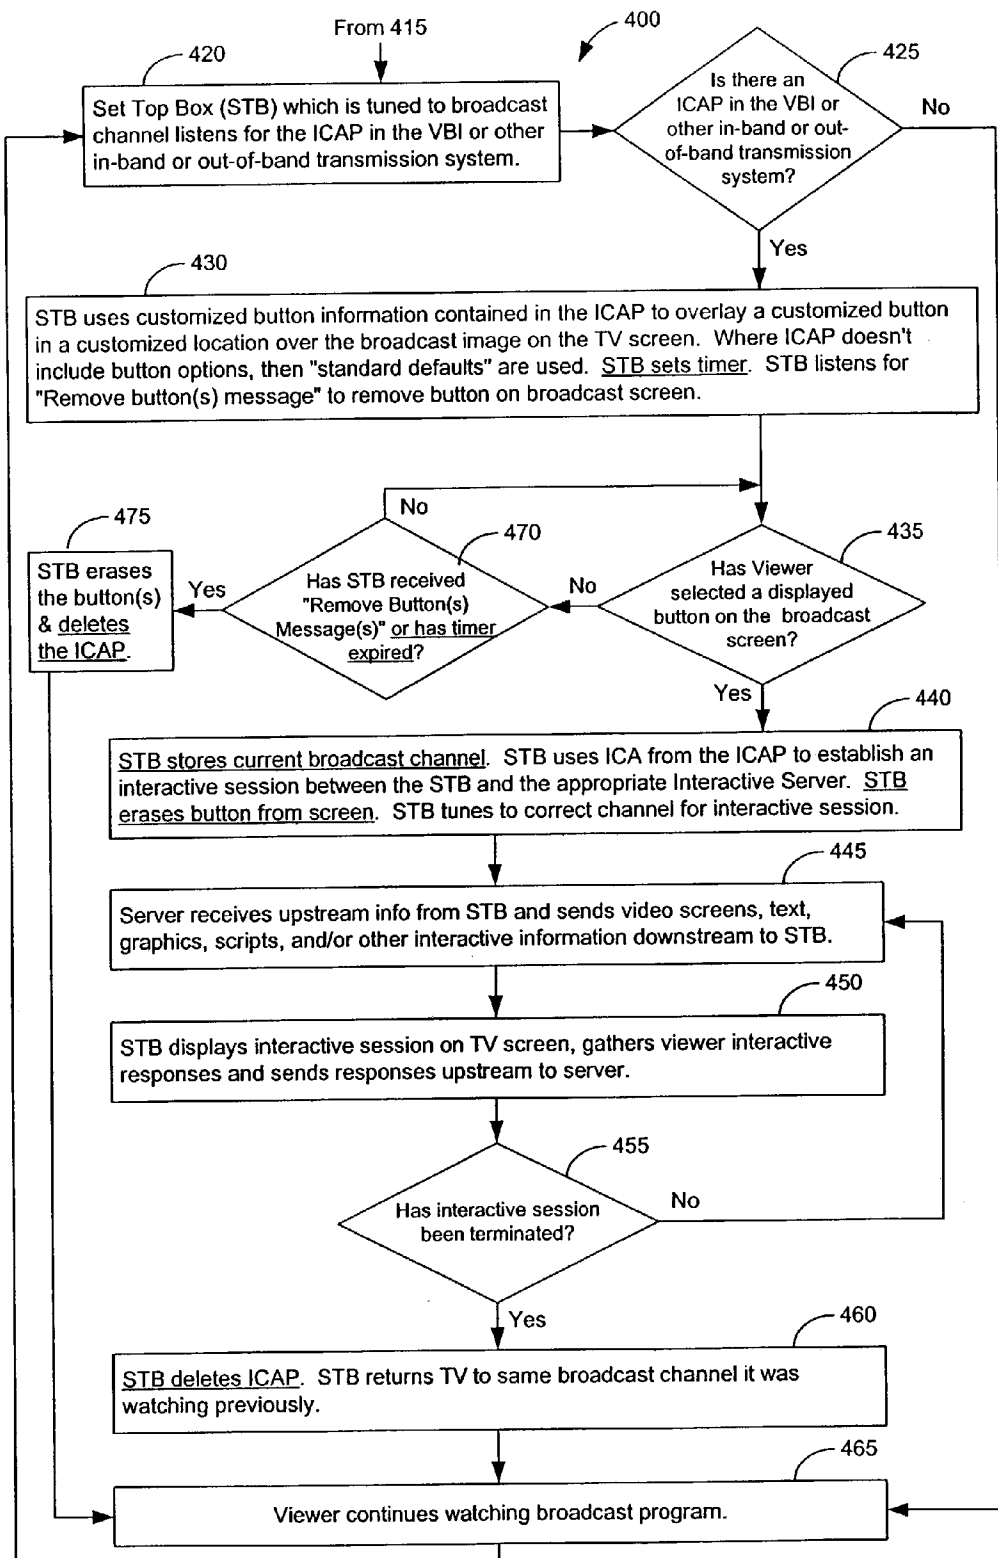 From 415
400
420
Set Top Box (STB) which is tuned to broadcast
channel listens for the ICAP in the VBI or other
in-band or out-of-band transmission system.
425
Is there an
ICAP in the VBI or
other in-band or out-
of-band transmission
system?
No
Yes
430
STB uses customized button information contained in the ICAP to overlay a customized button
in a customized location over the broadcast image on the TV screen. Where ICAP doesn't
include button options, then "standard defaults" are used. STB sets timer. STB listens for
"Remove button(s) message" to remove button on broadcast screen.
No
475
STB erases
the button(s)
& deletes
the ICAP.
Yes
470
Has STB received
"Remove Button(s)
Message(s)" or has timer
expired?
No
435
Has Viewer
selected a displayed
button on the broadcast
screen?
Yes
440
STB stores current broadcast channel. STB uses ICA from the ICAP to establish an
interactive session between the STB and the appropriate Interactive Server. STB
erases button from screen. STB tunes to correct channel for interactive session.
445
Server receives upstream info from STB and sends video screens, text,
graphics, scripts, and/or other interactive information downstream to STB.
450
STB displays interactive session on TV screen, gathers viewer interactive
responses and sends responses upstream to server.
455
Has interactive session
been terminated?
No
Yes
460
STB deletes ICAP. STB returns TV to same broadcast channel it was
watching previously.
465
Viewer continues watching broadcast program.